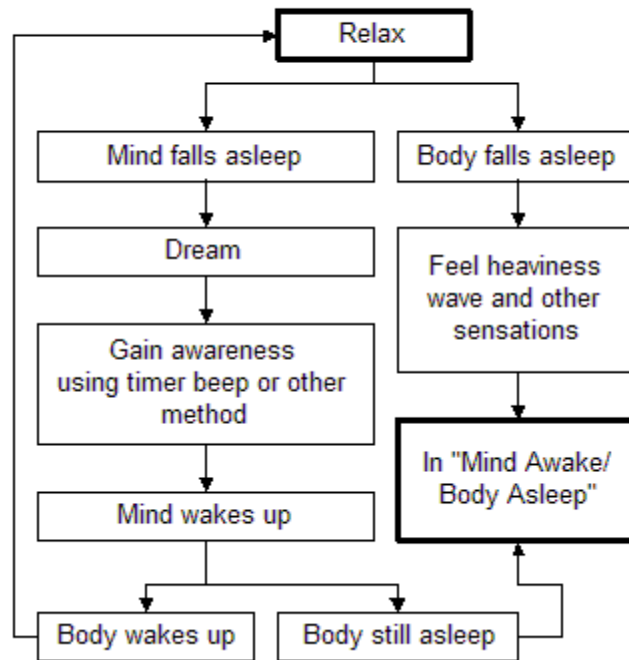 Relax
Mind falls asleep
Body falls asleep
Dream
Feel heaviness
wave and other
sensations
Gain awareness
using timer beep or other
method
In "Mind Awake/
Body Asleep"
Mind wakes up
Body wakes up
Body still asleep